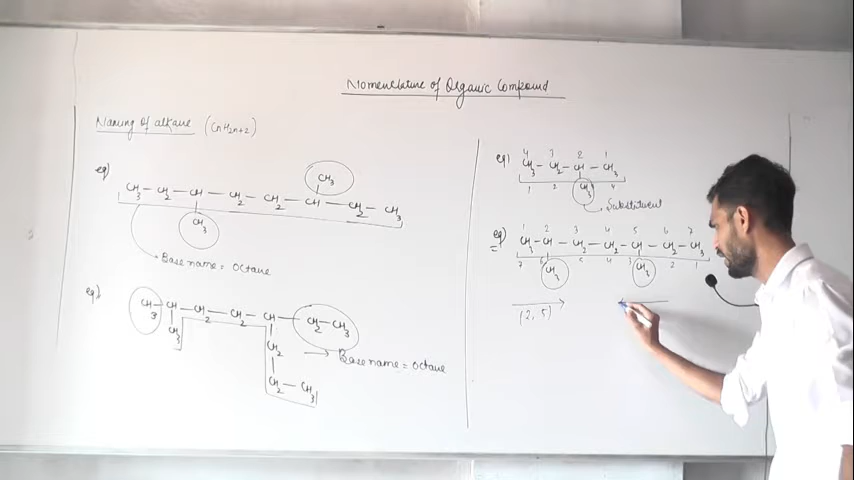 Nomenclature of Organic Compound
Naming of alkane (CnH2n+2)
eg)
CH3
CH3 - CH2 - CH - CH2 - CH2 - CH - CH2 - CH3
CH3
Base name = Octane
eg)
CH3 - CH - CH2 - CH2 - CH - CH2 - CH3
CH3
CH2
CH2 - CH3
Base name = Octane
eg)
4 3 2 1
CH3 - CH2 - CH - CH3
1 2 CH3 4
Substituent
eg)
1 2 3 4 5 6 7
CH3 - CH - CH2 - CH2 - CH - CH2 - CH3
7 6 5 4 3 2 1
CH3 CH3
(2, 5)